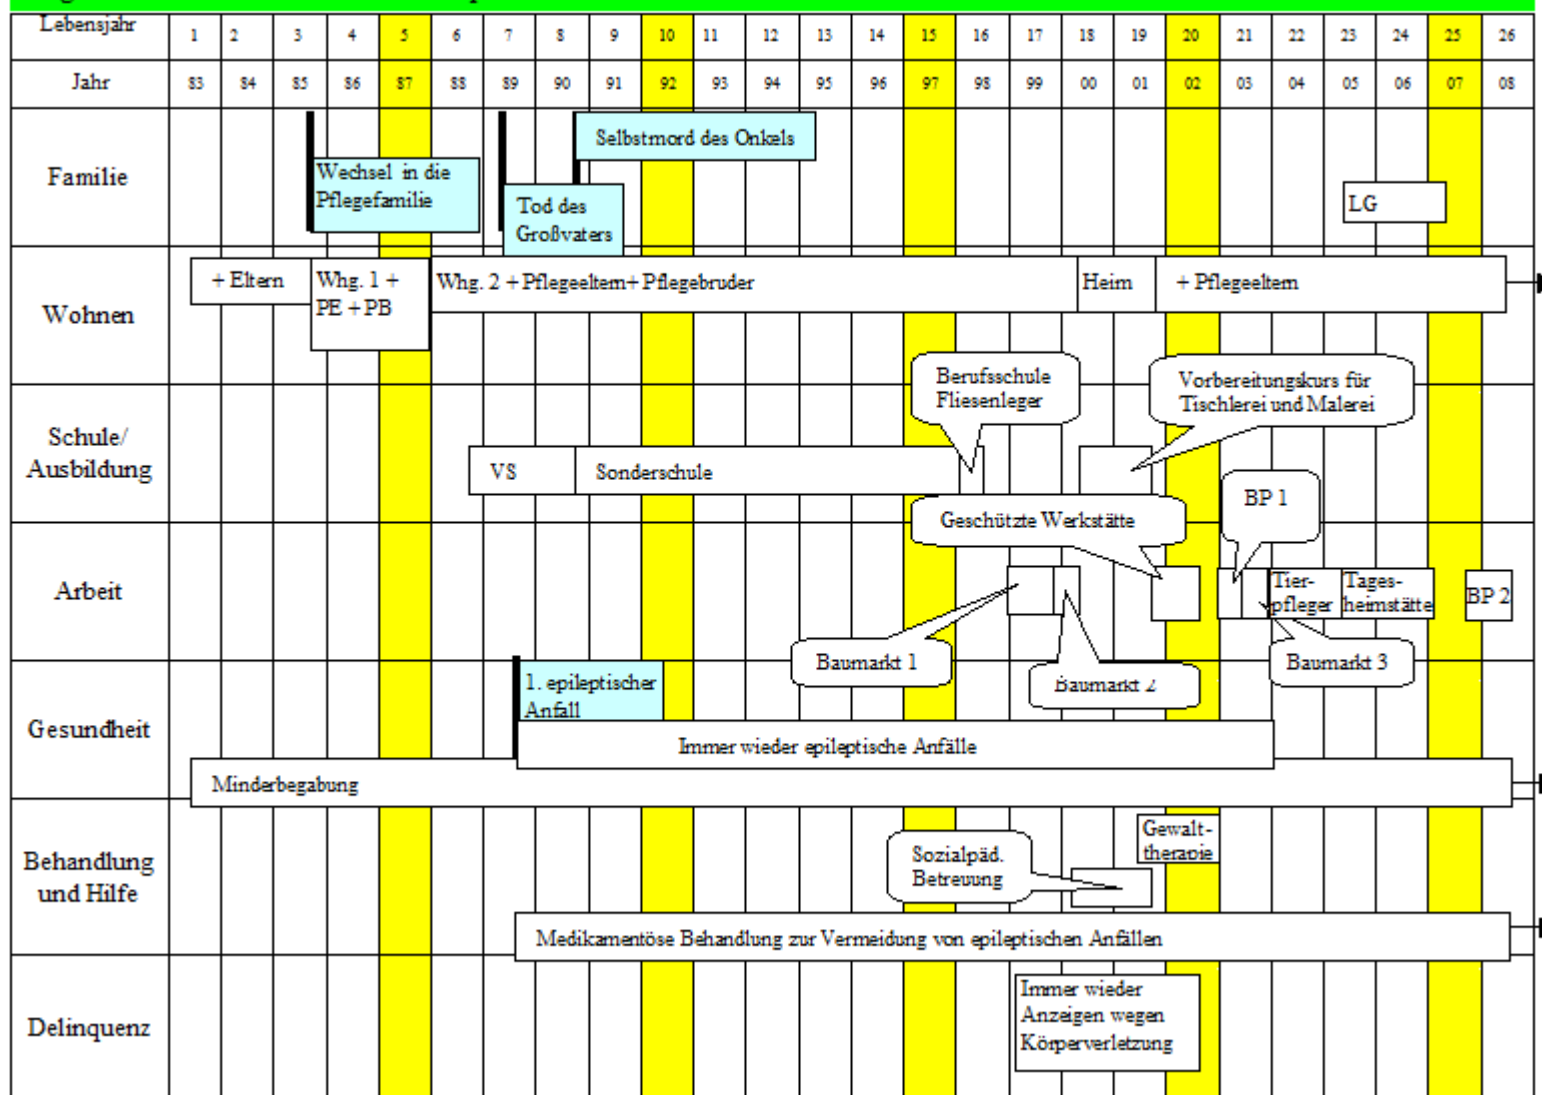 Lebensjahr 1 2 3 4 5 6 7 8 9 10 11 12 13 14 15 16 17 18 19 20 21 22 23 24 25 26
Jahr 83 84 85 86 87 88 89 90 91 92 93 94 95 96 97 98 99 00 01 02 03 04 05 06 07 08
Familie
Selbstmord des Onkels
Wechsel in die
Pflegefamilie
Tod des
Großvaters
LG
Wohnen
+ Eltern
Whg. 1 +
PE + PB
Whg. 2 + Pflegeeltern+ Pflegebruder
Heim
+ Pflegeeltern
Schule/
Ausbildung
Berufsschule
Fliesenleger
Vorbereitungskurs für
Tischlerei und Malerei
VS
Sonderschule
BP 1
Geschützte Werkstätte
Arbeit
Tier-
pfleger
Tages-
heimstätte
BP 2
Baumarkt 1
Baumarkt 2
Baumarkt 3
Gesundheit
1. epileptischer
Anfall
Immer wieder epileptische Anfälle
Minderbegabung
Behandlung
und Hilfe
Gewalt-
therapie
Sozialpäd.
Betreuung
Medikamentöse Behandlung zur Vermeidung von epileptischen Anfällen
Delinquenz
Immer wieder
Anzeigen wegen
Körperverletzung